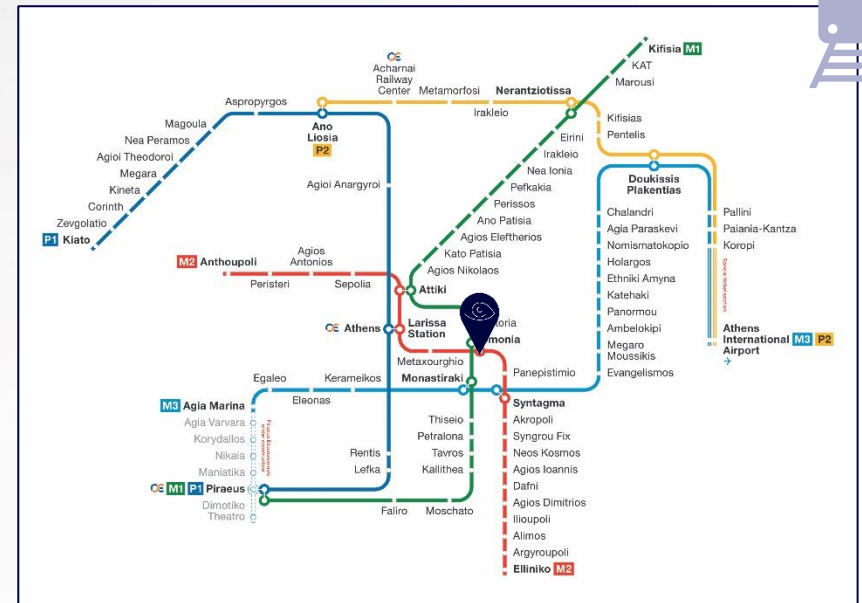 Kifisia M1
KAT
Marousi
OE
Acharnai
Railway
Center
Metamorfosi
Nerantziotissa
Irakleio
Aspropyrgos
Ano
Liosia
P2
Magoula
Nea Peramos
Agioi Theodoroi
Megara
Kineta
Corinth
Zevgolatio
P1 Kiato
Agioi Anargyroi
Kifisias
Pentelis
Eirini
Irakleio
Nea Ionia
Pefkakia
Perissos
Ano Patisia
Agios Eleftherios
Kato Patisia
Agios Nikolaos
Attiki
Doukissis
Plakentias
Chalandri
Agia Paraskevi
Nomismatokopio
Holargos
Ethniki Amyna
Katehaki
Panormou
Ambelokipi
Megaro
Moussikis
Evangelismos
Pallini
Paiania-Kantza
Koropi
Athens
International M3 P2
Airport
M2 Anthoupoli
Peristeri
Agios
Antonios
Sepolia
OE Athens
Larissa
Station
Metaxourghio
Monastiraki
Panepistimio
Syntagma
M3 Agia Marina
Egaleo
Eleonas
Kerameikos
Agia Varvara
Korydallos
Nikaia
Maniatika
OE M1 P1 Piraeus
Dimotiko
Theatro
Rentis
Lefka
Thiseio
Petralona
Tavros
Kallithea
Faliro
Moschato
Akropoli
Syngrou Fix
Neos Kosmos
Agios Ioannis
Dafni
Agios Dimitrios
Ilioupoli
Alimos
Argyroupoli
Elliniko M2